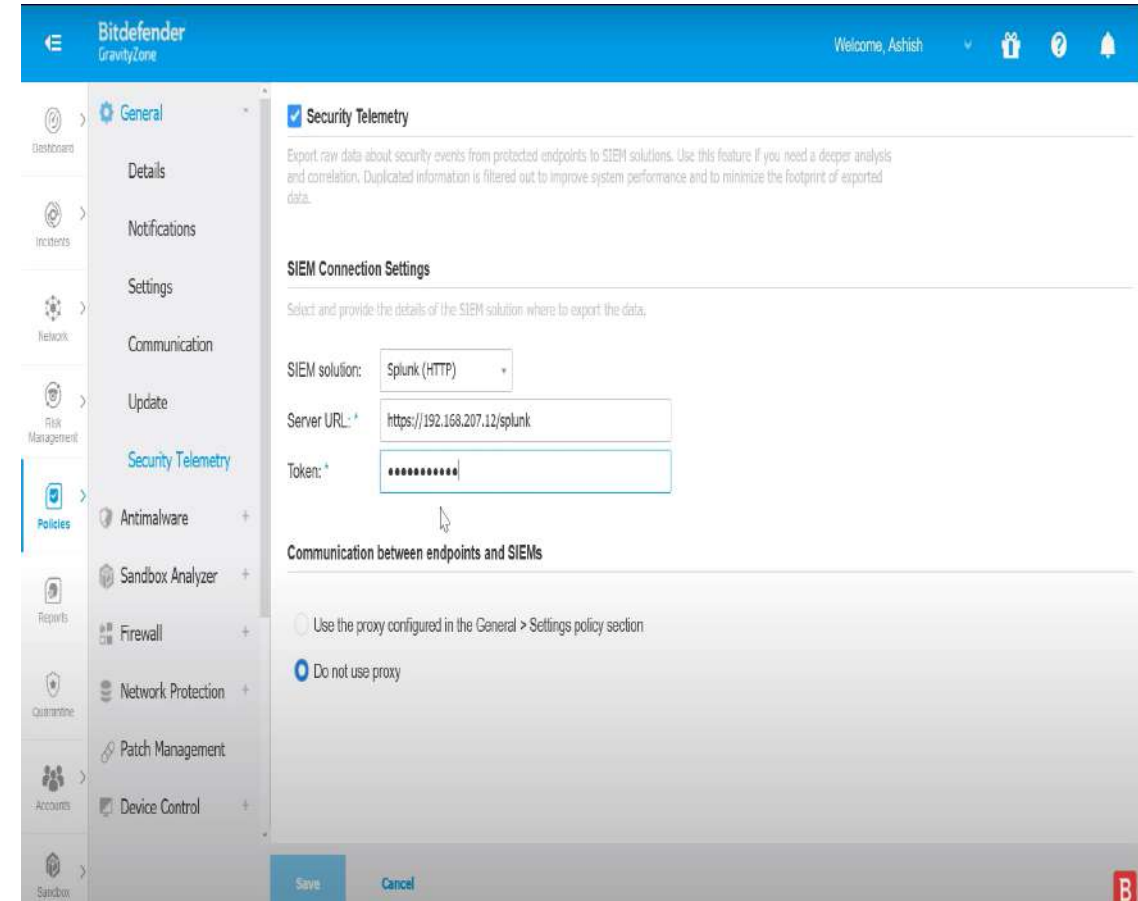 Bitdefender
GravityZone
Welcome, Ashish
Dashboard
Incidents
Network
Risk
Management
Policies
Reports
Quarantine
Accounts
Sandbox
General
Details
Notifications
Settings
Communication
Update
Security Telemetry
Antimalware
Sandbox Analyzer
Firewall
Network Protection
Patch Management
Device Control
Security Telemetry
Export raw data about security events from protected endpoints to SIEM solutions. Use this feature if you need a deeper analysis
and correlation. Duplicated information is filtered out to improve system performance and to minimize the footprint of exported
data.
SIEM Connection Settings
Select and provide the details of the SIEM solution where to export the data.
SIEM solution:
Splunk (HTTP)
Server URL: *
https://192.168.207.12/splunk
Token: *
•••••••••••
Communication between endpoints and SIEMs
Use the proxy configured in the General > Settings policy section
Do not use proxy
Save
Cancel
B